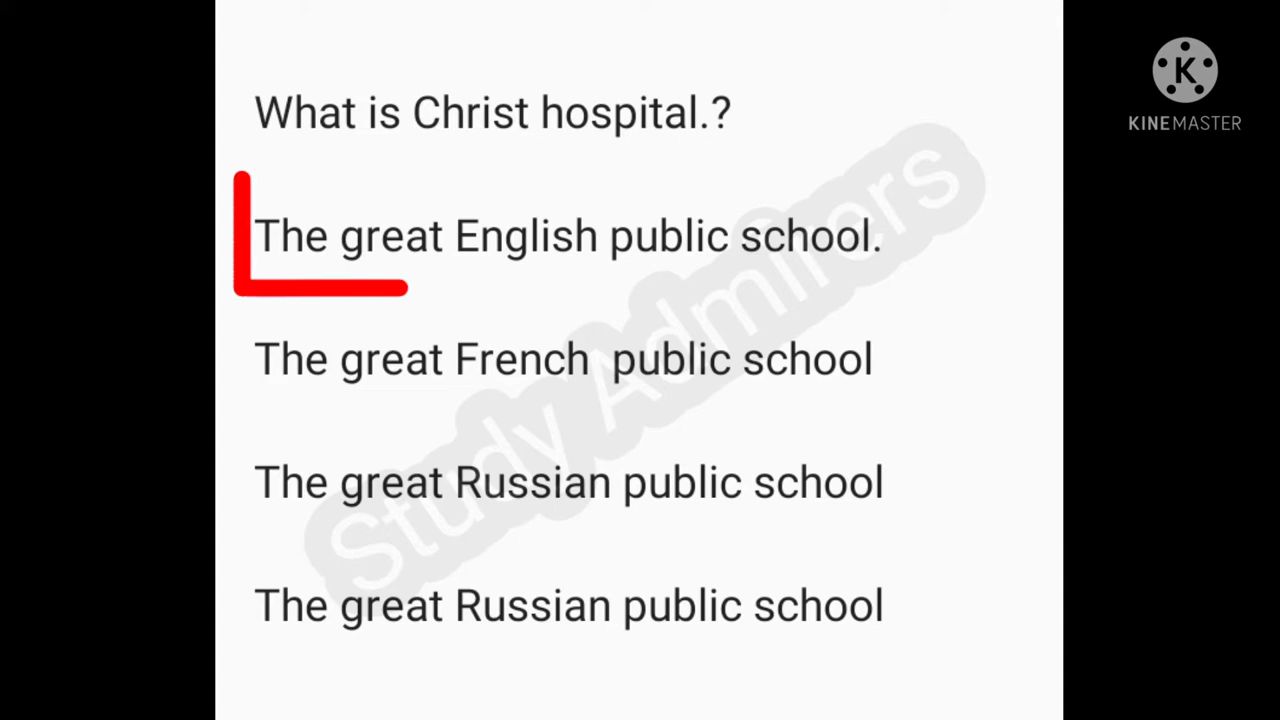 What is Christ hospital.?
The great English public school.
The great French public school
The great Russian public school
The great Russian public school
Study Admirers
K
KINEMASTER